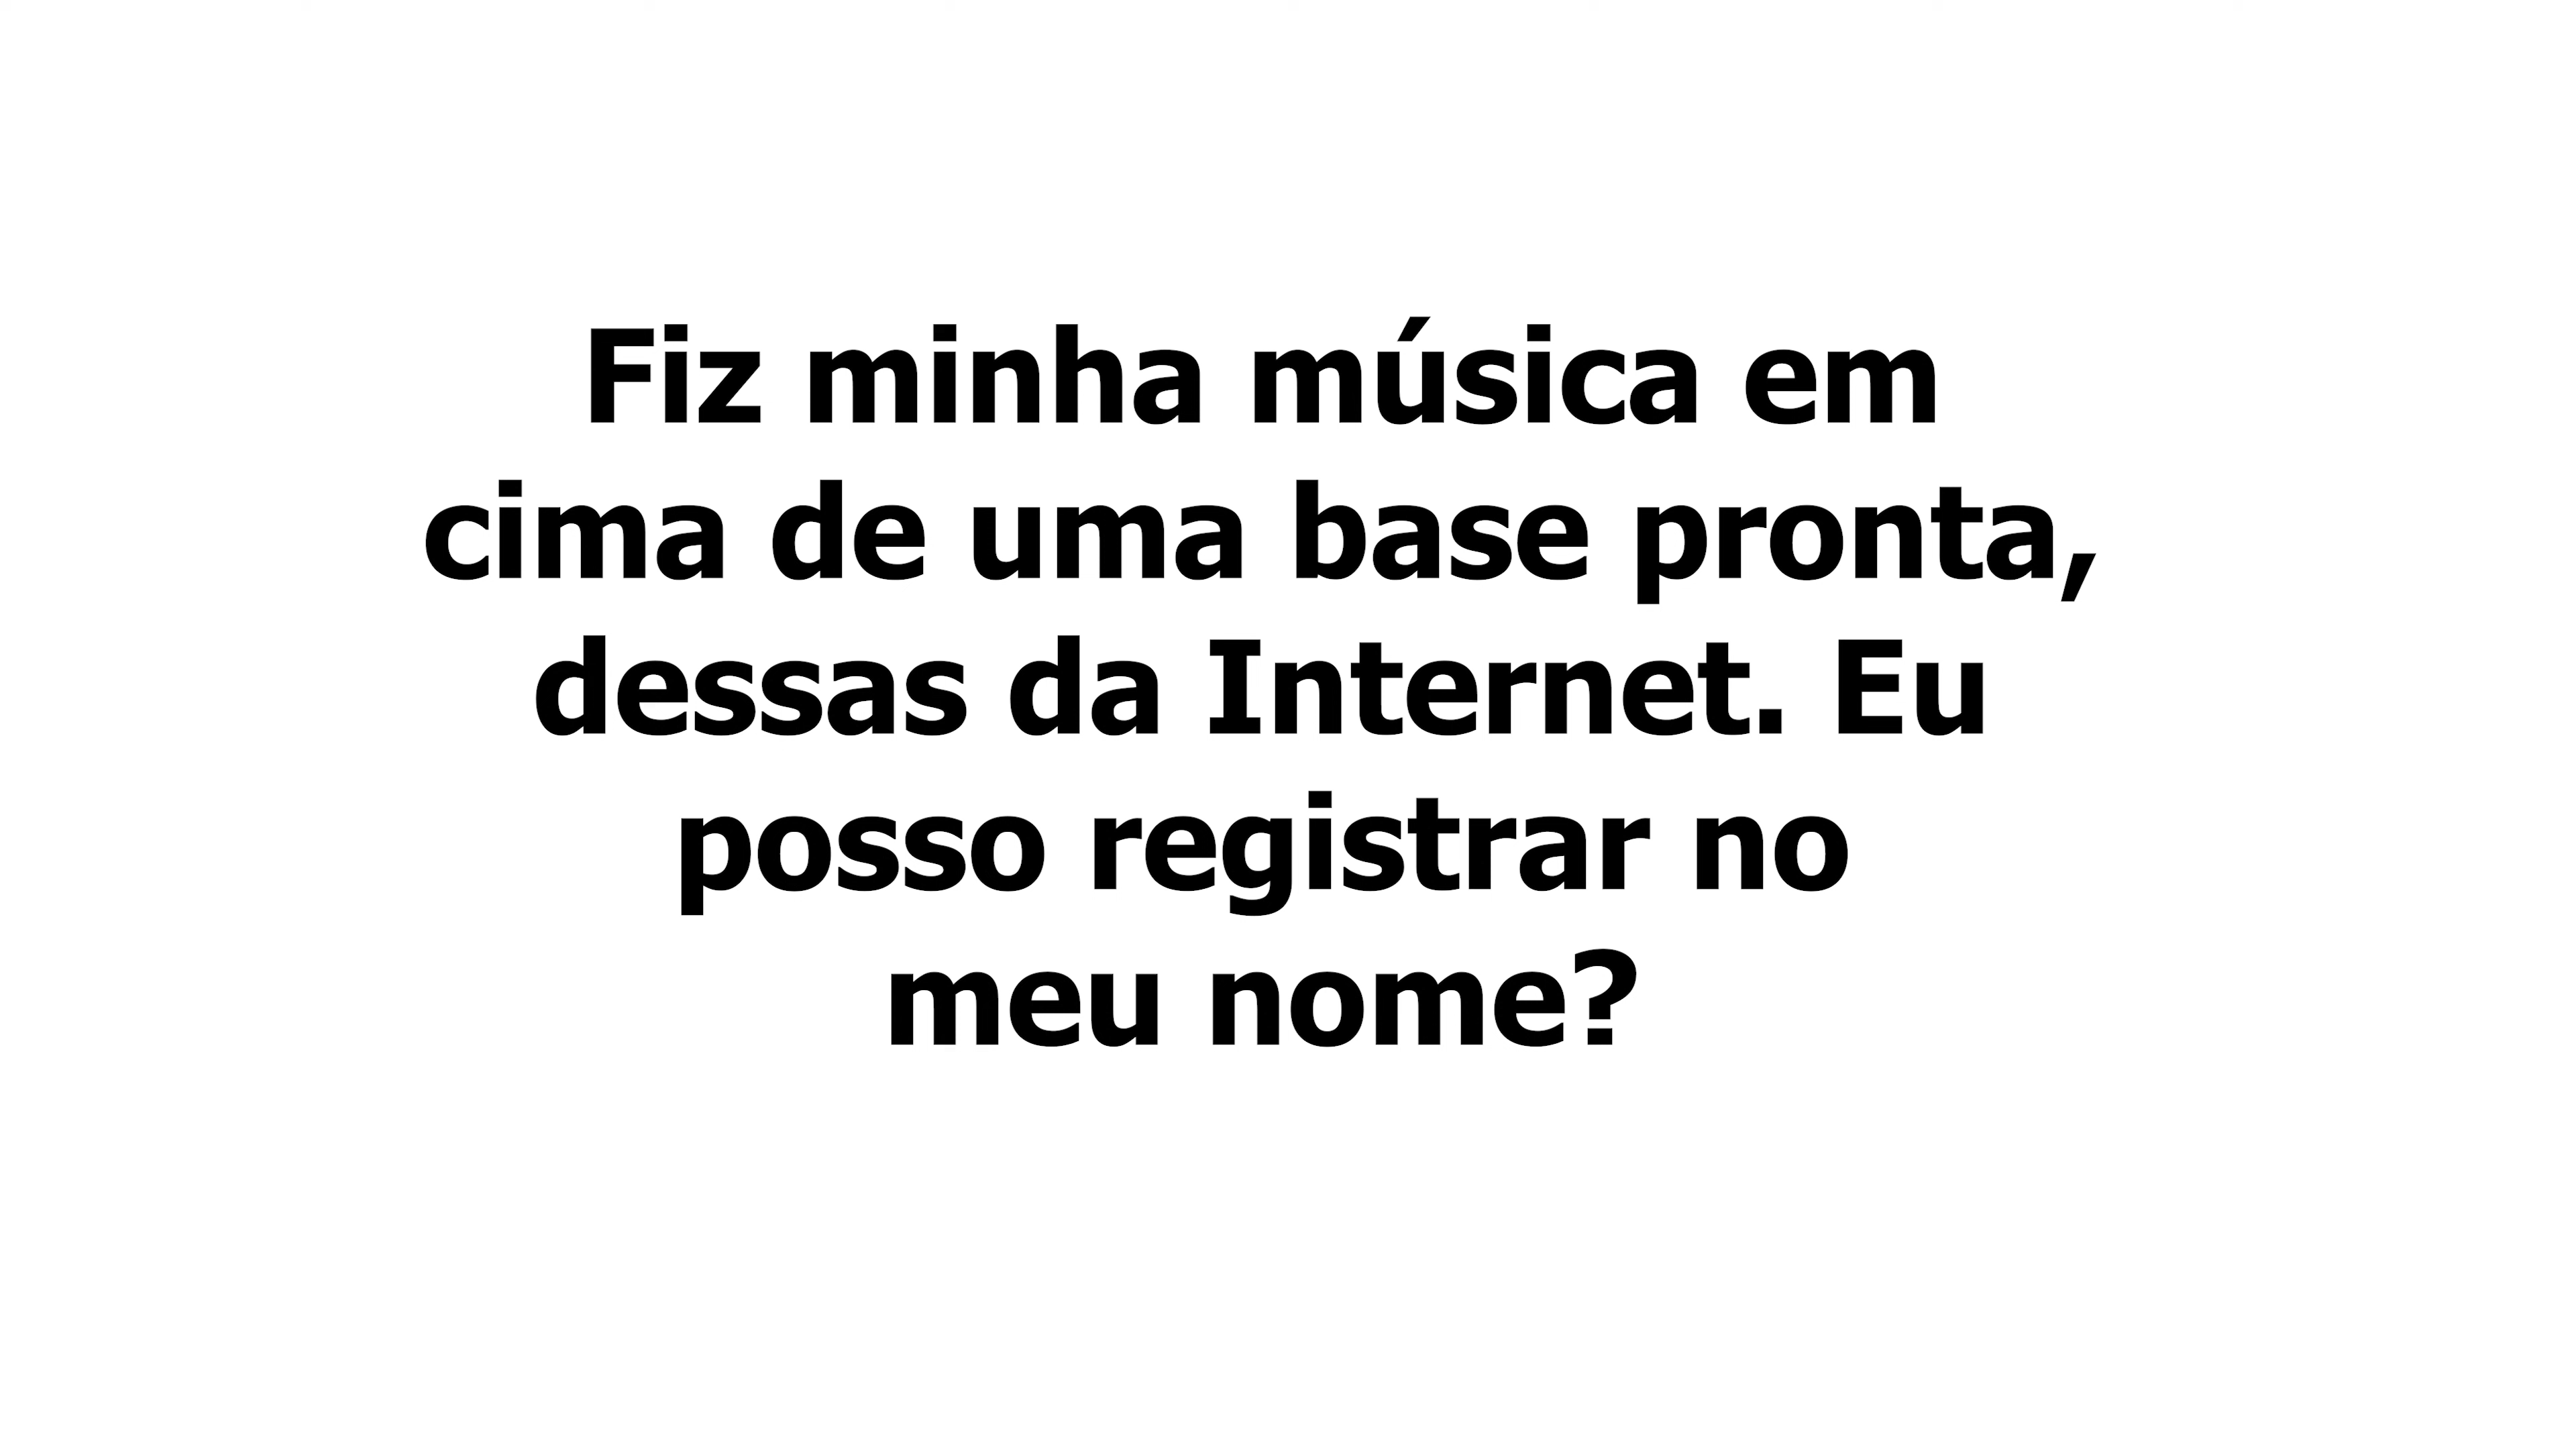 Fiz minha música em
cima de uma base pronta,
dessas da Internet. Eu
posso registrar no
meu nome?